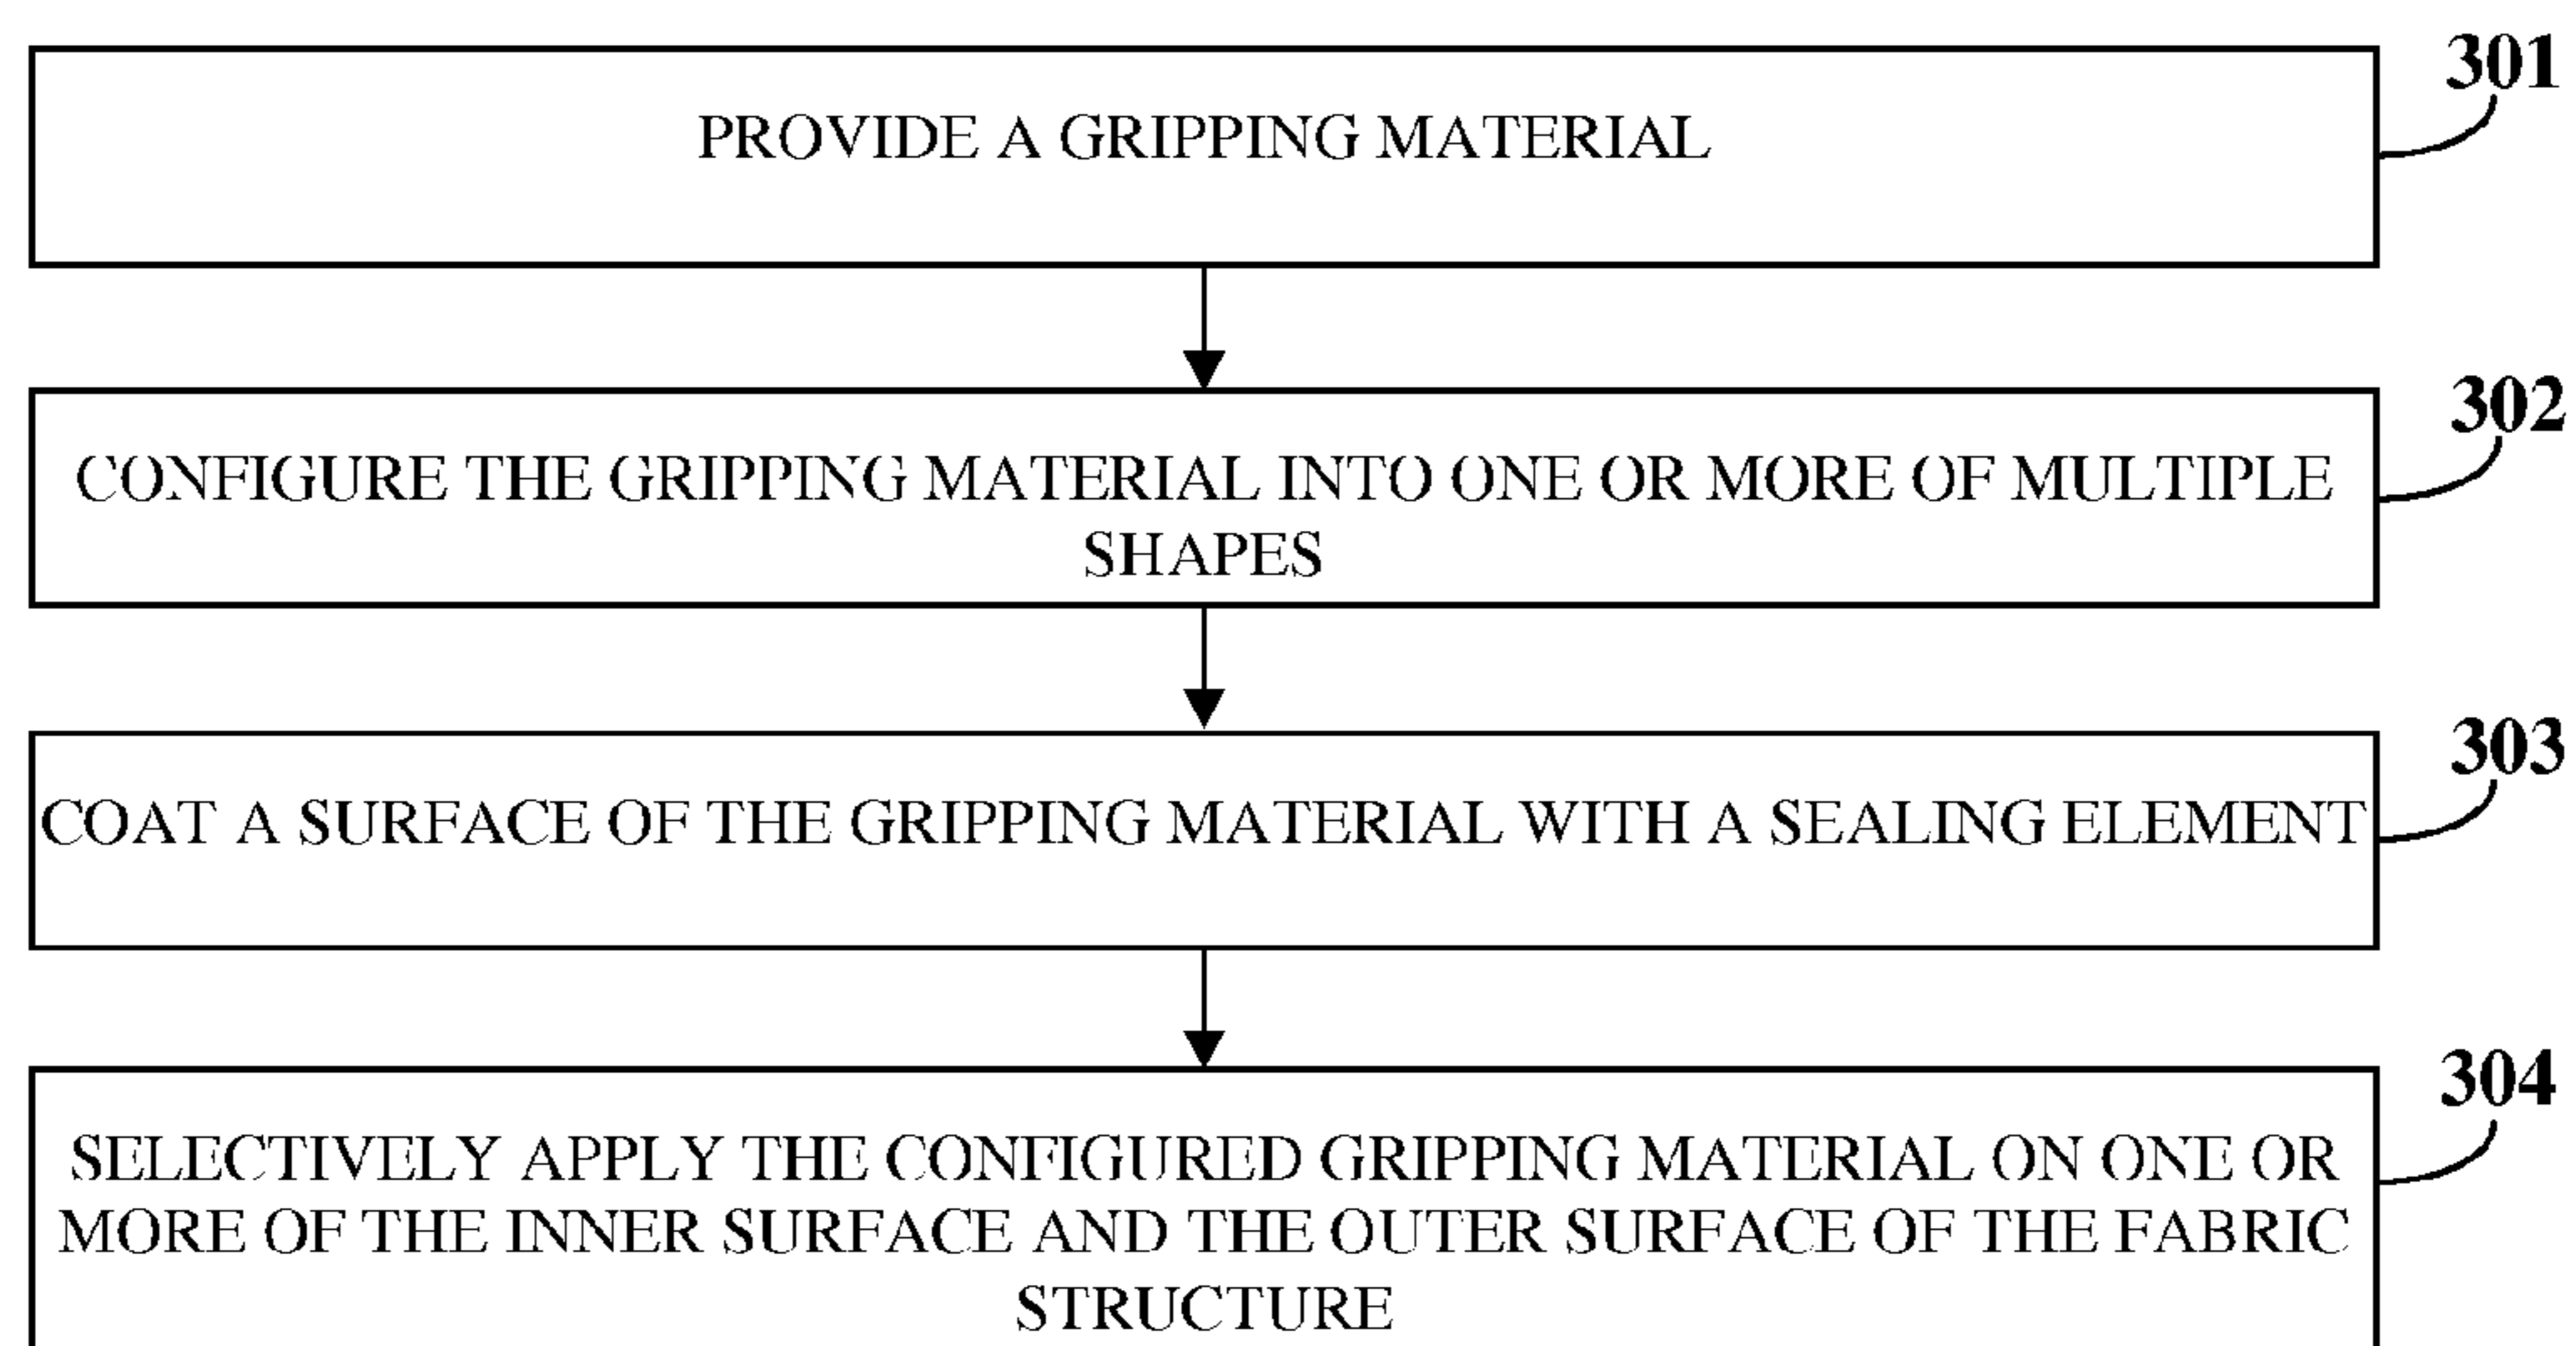 301
PROVIDE A GRIPPING MATERIAL
302
CONFIGURE THE GRIPPING MATERIAL INTO ONE OR MORE OF MULTIPLE
SHAPES
303
COAT A SURFACE OF THE GRIPPING MATERIAL WITH A SEALING ELEMENT
304
SELECTIVELY APPLY THE CONFIGURED GRIPPING MATERIAL ON ONE OR
MORE OF THE INNER SURFACE AND THE OUTER SURFACE OF THE FABRIC
STRUCTURE